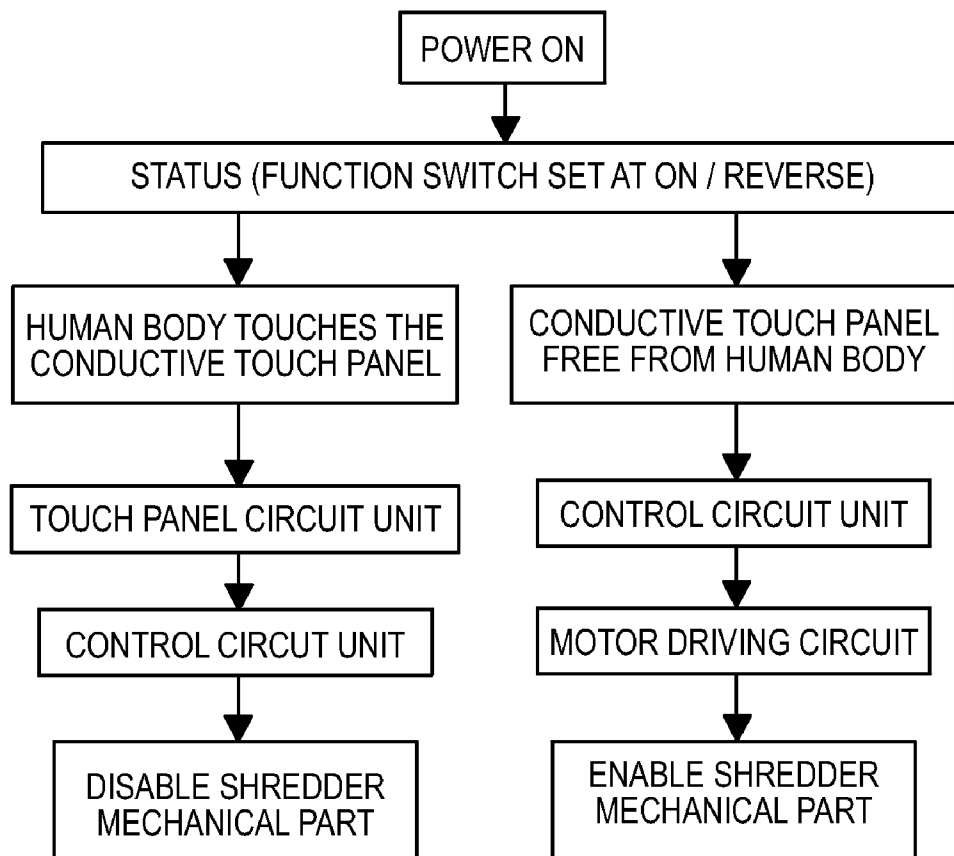 POWER ON
STATUS (FUNCTION SWITCH SET AT ON / REVERSE)
HUMAN BODY TOUCHES THE
CONDUCTIVE TOUCH PANEL
TOUCH PANEL CIRCUIT UNIT
CONTROL CIRCUT UNIT
DISABLE SHREDDER
MECHANICAL PART
CONDUCTIVE TOUCH PANEL
FREE FROM HUMAN BODY
CONTROL CIRCUIT UNIT
MOTOR DRIVING CIRCUIT
ENABLE SHREDDER
MECHANICAL PART